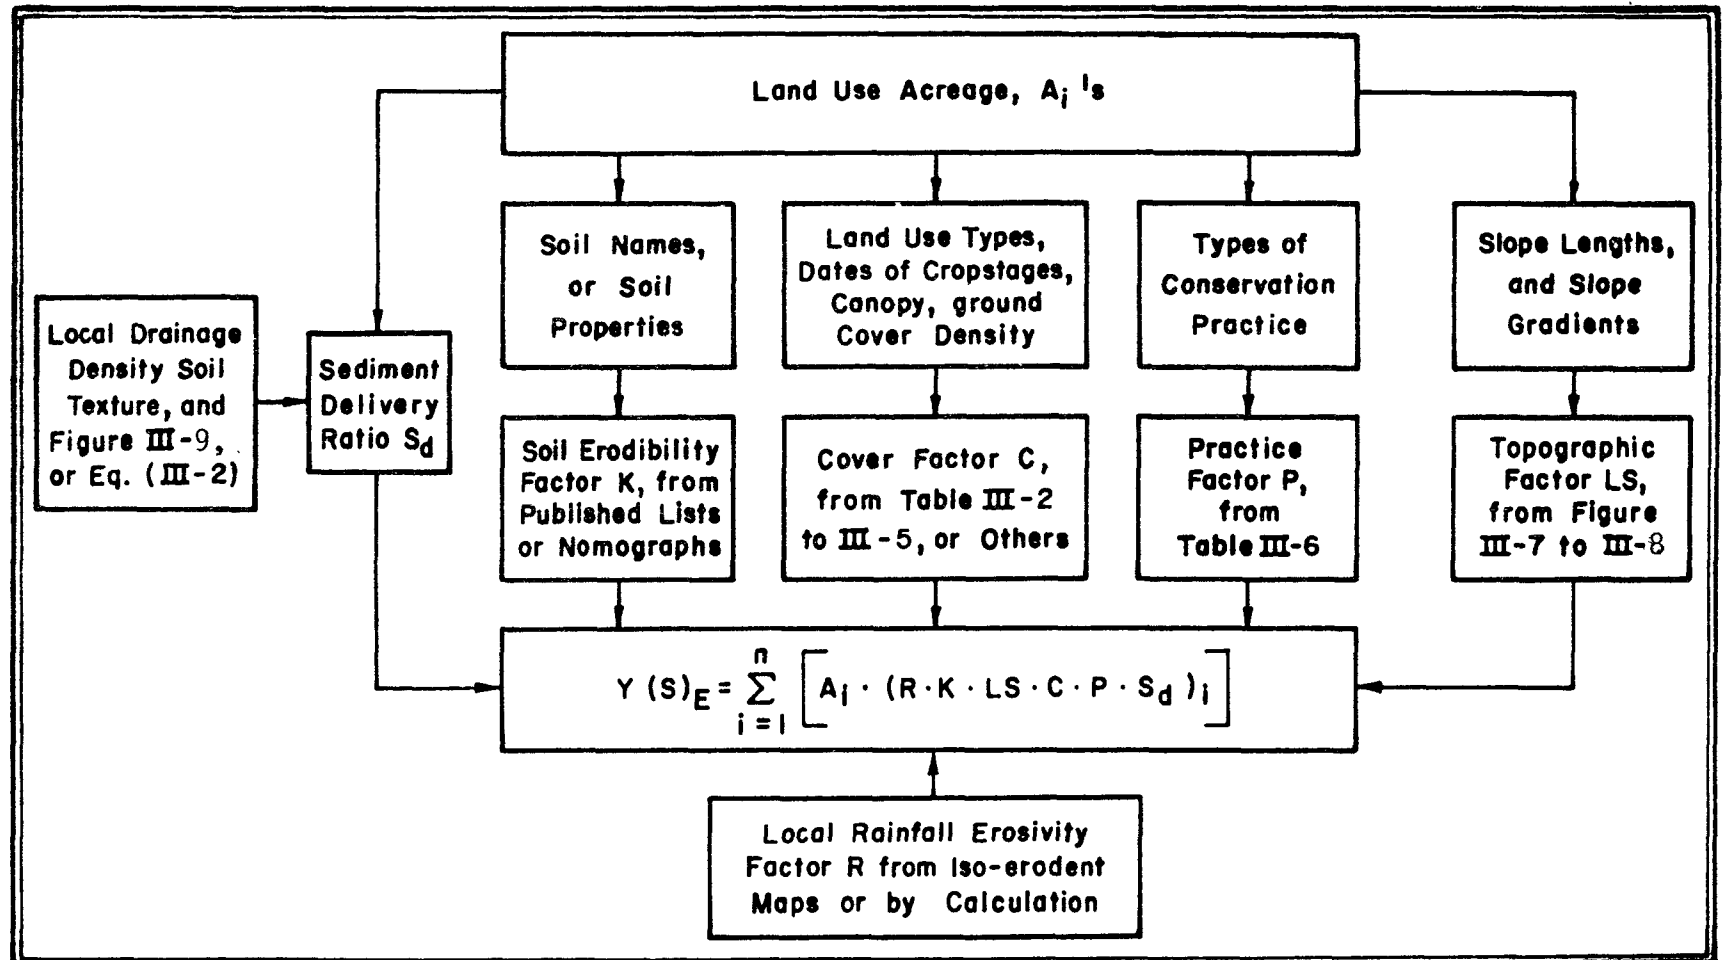 Land Use Acreage, Aᵢ 's
Soil Names,
or Soil
Properties
Land Use Types,
Dates of Cropstages,
Canopy, ground
Cover Density
Types of
Conservation
Practice
Slope Lengths,
and Slope
Gradients
Local Drainage
Density Soil
Texture, and
Figure III-9,
or Eq. (III-2)
Sediment
Delivery
Ratio S_d
Soil Erodibility
Factor K, from
Published Lists
or Nomographs
Cover Factor C,
from Table III-2
to III-5, or Others
Practice
Factor P,
from
Table III-6
Topographic
Factor LS,
from Figure
III-7 to III-8
Y (S)_E = n∑i=1 [Aᵢ · (R · K · LS · C · P · S_d)ᵢ]
Local Rainfall Erosivity
Factor R from Iso-erodent
Maps or by Calculation